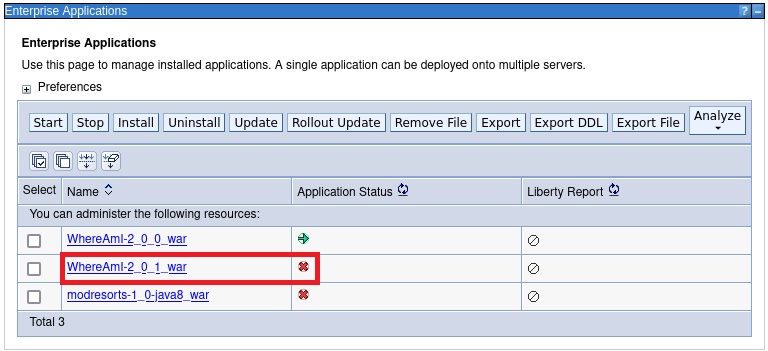 Enterprise Applications
? –
Enterprise Applications
Use this page to manage installed applications. A single application can be deployed onto multiple servers.
+ Preferences
Start Stop Install Uninstall Update Rollout Update Remove File Export Export DDL Export File Analyze
Select Name Application Status Liberty Report
You can administer the following resources:
WhereAmI-2_0_0_war
WhereAmI-2_0_1_war
modresorts-1_0-java8_war
Total 3